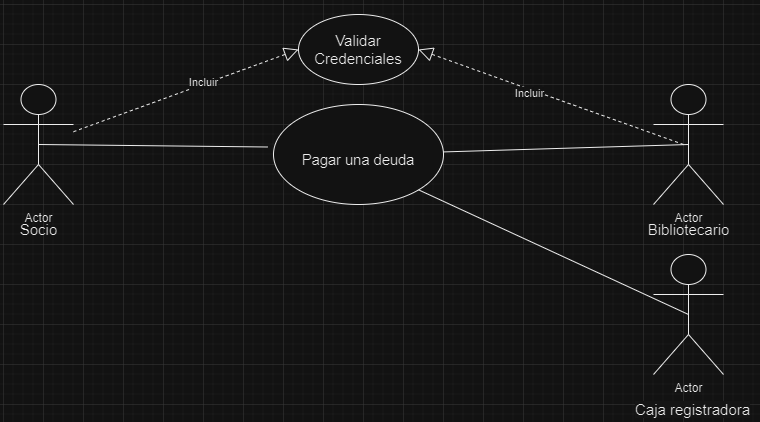 Validar
Credenciales
Incluir
Incluir
Pagar una deuda
Actor
Socio
Actor
Bibliotecario
Actor
Caja registradora